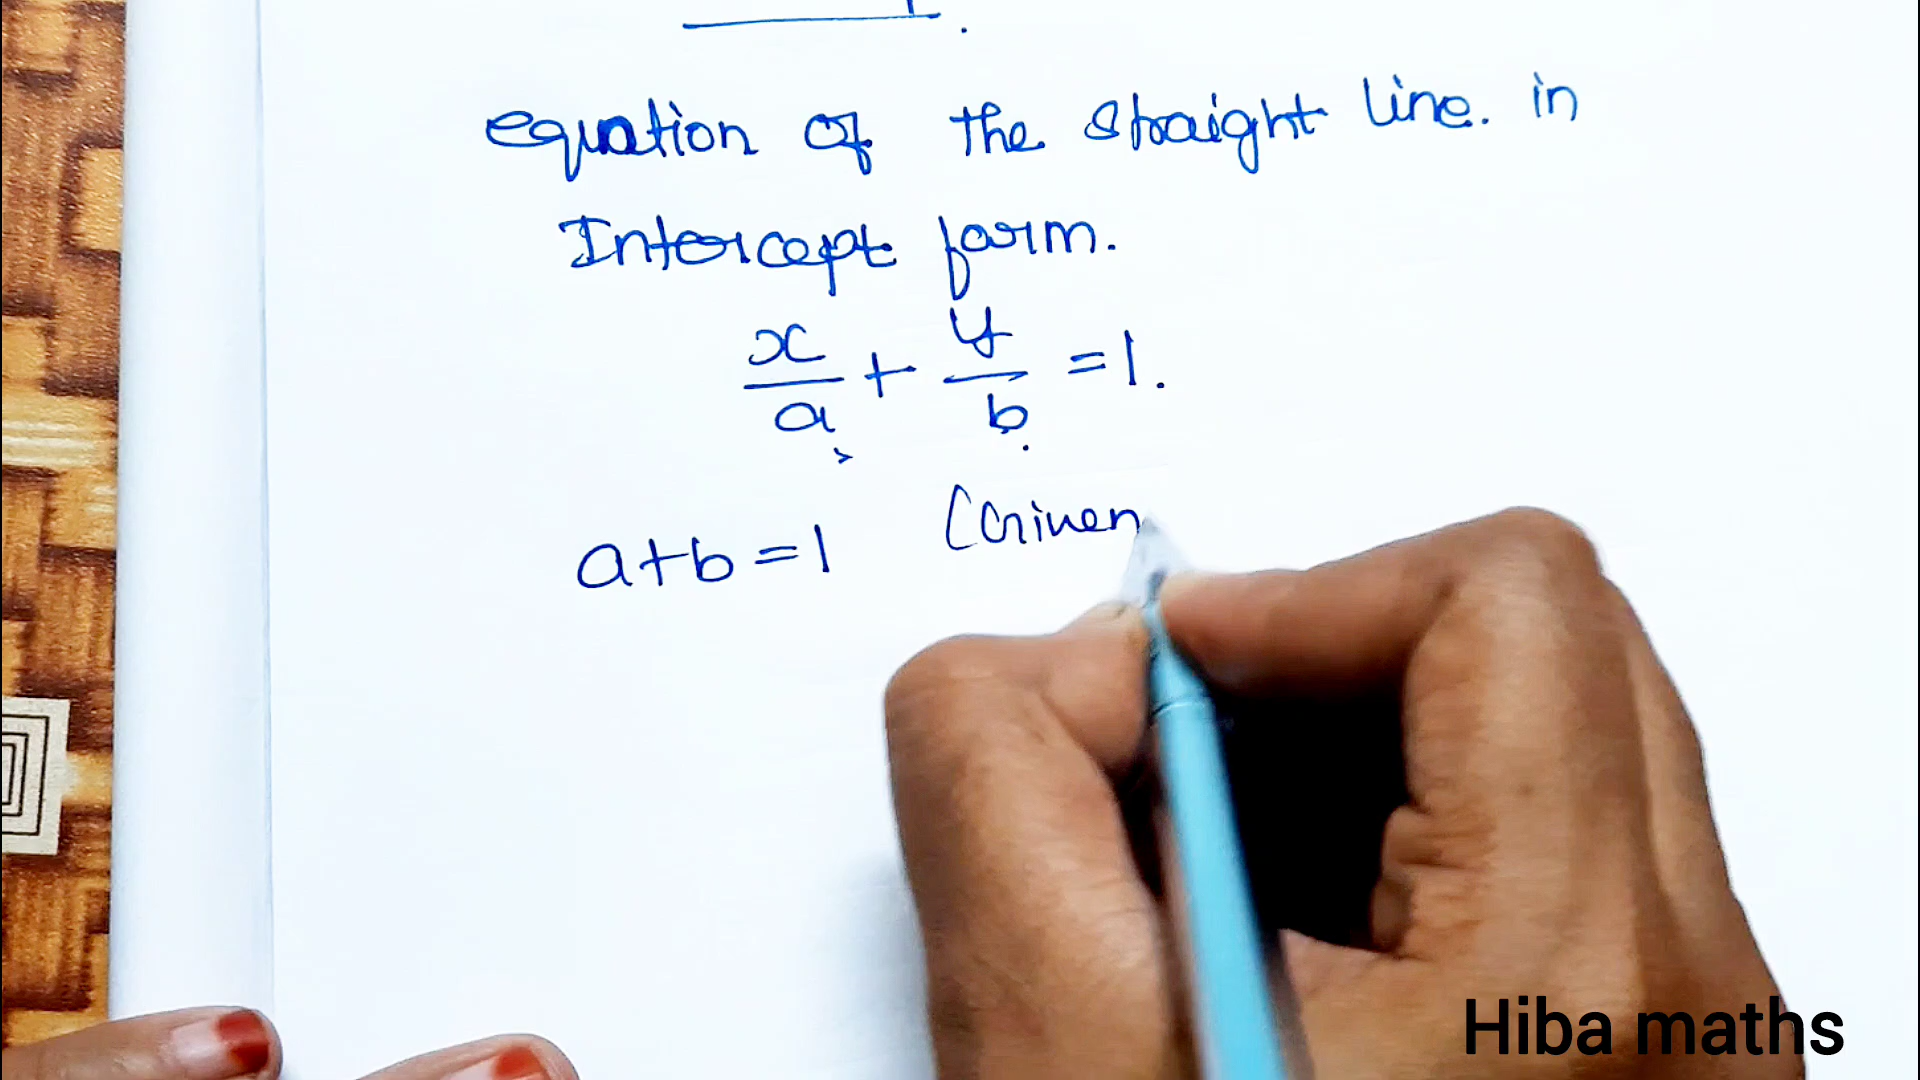 equation of the straight line. in
Intercept form.
x/a + y/b = 1.
a+b=1 (Given
Hiba maths